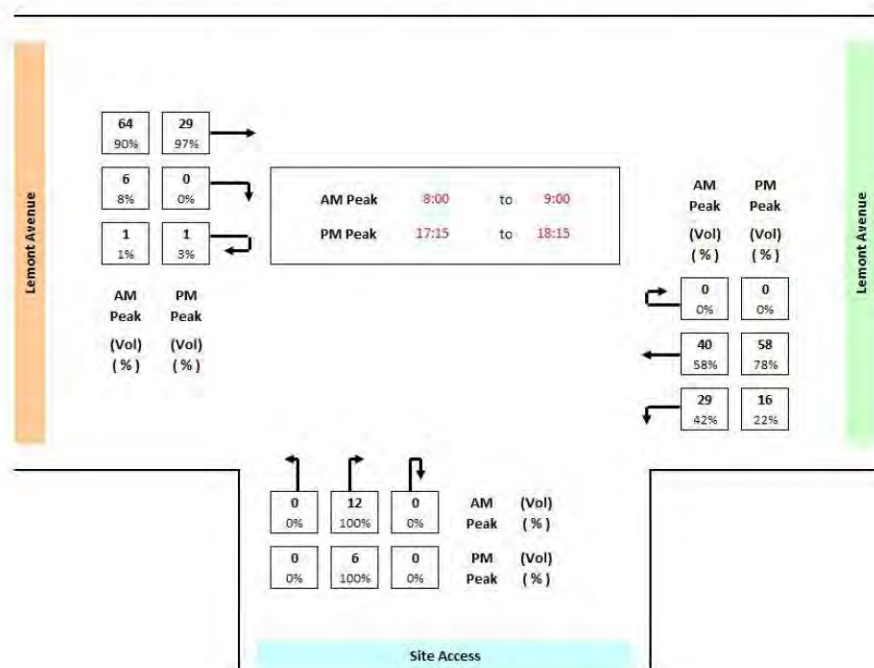 64 29
90% 97%
6 0
8% 0%
1 1
1% 3%
AM PM
Peak Peak
(Vol) (Vol)
( % ) ( % )
Lemont Avenue
AM Peak 8:00 to 9:00
PM Peak 17:15 to 18:15
AM PM
Peak Peak
(Vol) (Vol)
( % ) ( % )
0 0
0% 0%
40 58
58% 78%
29 16
42% 22%
Lemont Avenue
0 12 0 AM (Vol)
0% 100% 0% Peak ( % )
0 6 0 PM (Vol)
0% 100% 0% Peak ( % )
Site Access